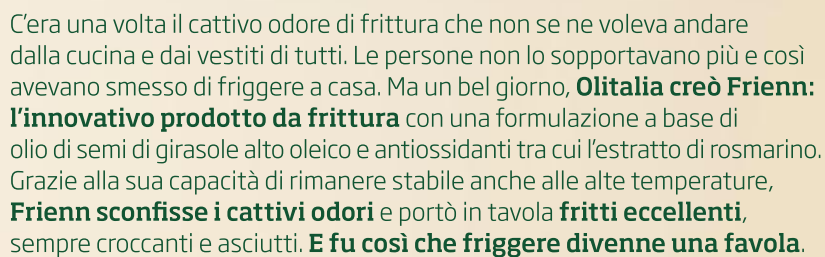 C'era una volta il cattivo odore di frittura che non se ne voleva andare
dalla cucina e dai vestiti di tutti. Le persone non lo sopportavano più e così
avevano smesso di friggere a casa. Ma un bel giorno, Olitalia creò Frienn:
l'innovativo prodotto da frittura con una formulazione a base di
olio di semi di girasole alto oleico e antiossidanti tra cui l'estratto di rosmarino.
Grazie alla sua capacità di rimanere stabile anche alle alte temperature,
Frienn sconfisse i cattivi odori e portò in tavola fritti eccellenti,
sempre croccanti e asciutti. E fu così che friggere divenne una favola.